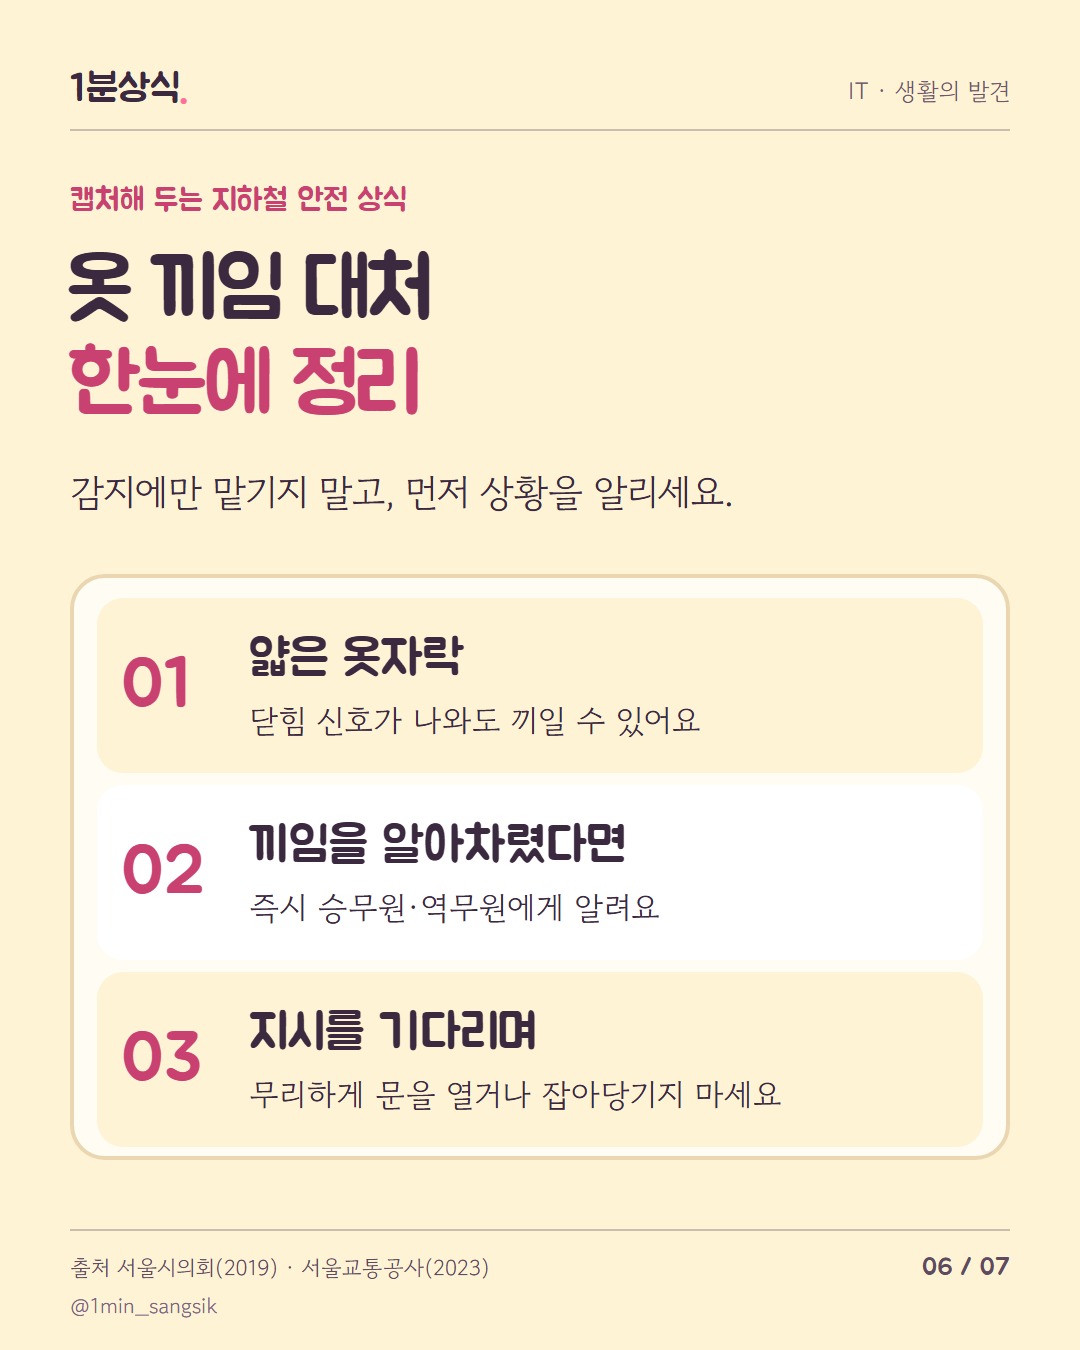 1분상식.
IT · 생활의 발견
캡처해 두는 지하철 안전 상식
옷 끼임 대처
한눈에 정리
감지에만 맡기지 말고, 먼저 상황을 알리세요.
01
얇은 옷자락
닫힘 신호가 나와도 끼일 수 있어요
02
끼임을 알아차렸다면
즉시 승무원·역무원에게 알려요
03
지시를 기다리며
무리하게 문을 열거나 잡아당기지 마세요
출처 서울시의회(2019) · 서울교통공사(2023)
06 / 07
@1min_sangsik